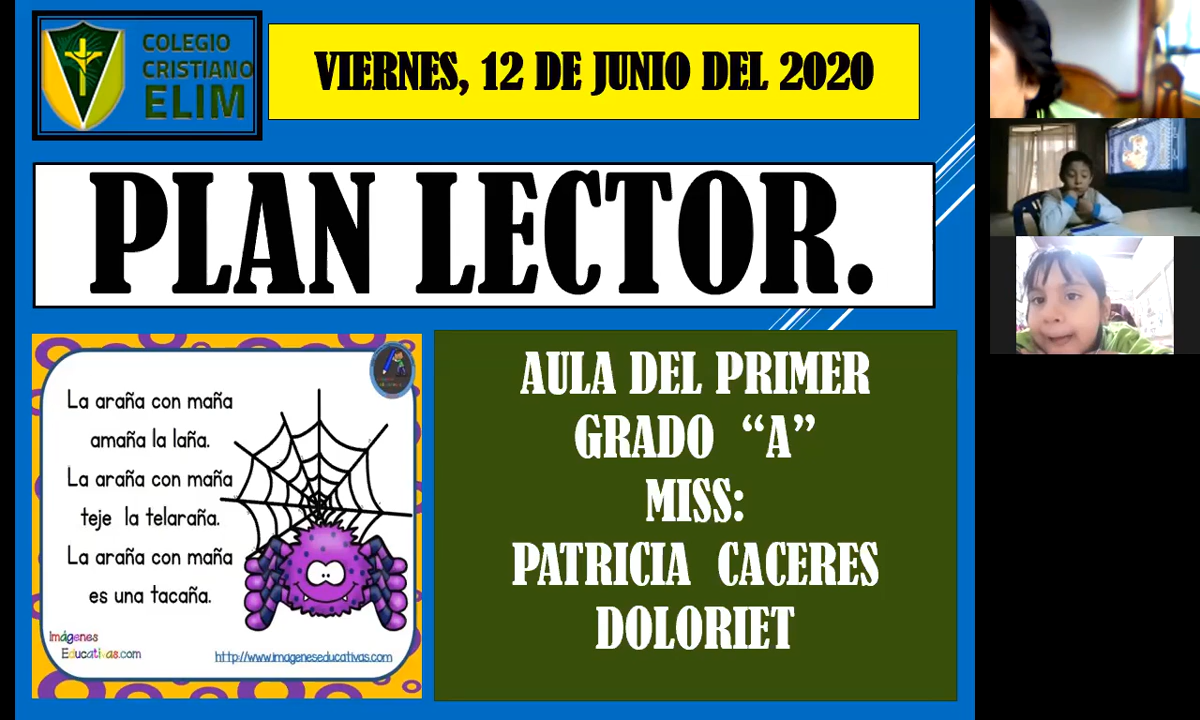 COLEGIO
CRISTIANO
ELIM
VIERNES, 12 DE JUNIO DEL 2020
PLAN LECTOR.
La araña con maña
amaña la laña.
La araña con maña
teje la telaraña.
La araña con maña
es una tacaña.
Imágenes
Educativas.com
http://www.imageneseducativas.com
AULA DEL PRIMER
GRADO “A”
MISS:
PATRICIA CACERES
DOLORIET